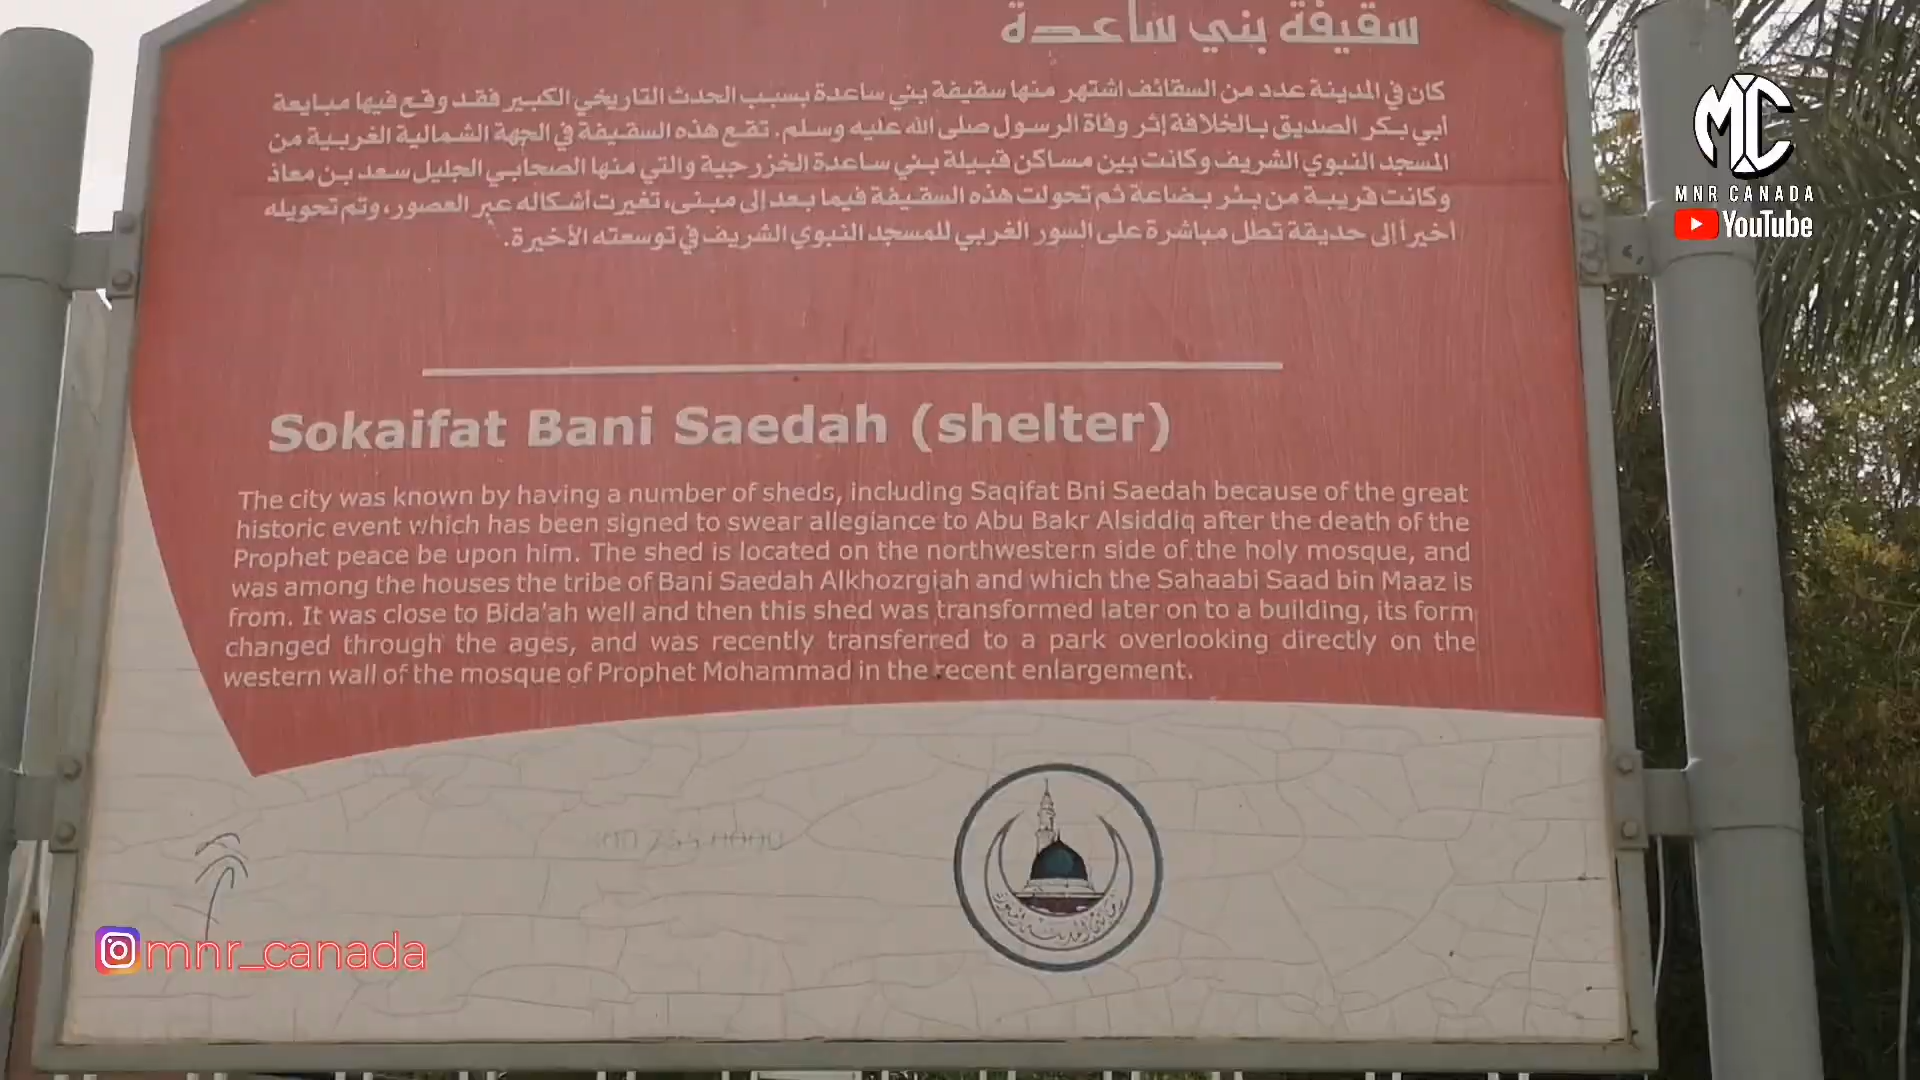 سقيفة بني ساعدة
كان في المدينة عدد من السقائف اشتهر منها سقيفة بني ساعدة بسبب الحدث التاريخي الكبير فقد وقع فيها مبايعة
أبي بكر الصديق بالخلافة إثر وفاة الرسول صلى الله عليه وسلم. تقع هذه السقيفة في الجهة الشمالية الغربية من
المسجد النبوي الشريف وكانت بين مساكن قبيلة بني ساعدة الخزرجية والتي منها الصحابي الجليل سعد بن معاذ
وكانت قريبة من بئر بضاعة ثم تحولت هذه السقيفة فيما بعد إلى مبنى، تغيرت أشكاله عبر العصور، وتم تحويله
اخيراً إلى حديقة تطل مباشرة على السور الغربي للمسجد النبوي الشريف في توسعته الأخيرة.
MC
MNR CANADA
YouTube
Sokaifat Bani Saedah (shelter)
The city was known by having a number of sheds, including Saqifat Bni Saedah because of the great
historic event which has been signed to swear allegiance to Abu Bakr Alsiddiq after the death of the
Prophet peace be upon him. The shed is located on the northwestern side of the holy mosque, and
was among the houses the tribe of Bani Saedah Alkhozrgiah and which the Sahaabi Saad bin Maaz is
from. It was close to Bida'ah well and then this shed was transformed later on to a building, its form
changed through the ages, and was recently transferred to a park overlooking directly on the
western wall of the mosque of Prophet Mohammad in the recent enlargement.
mnr_canada